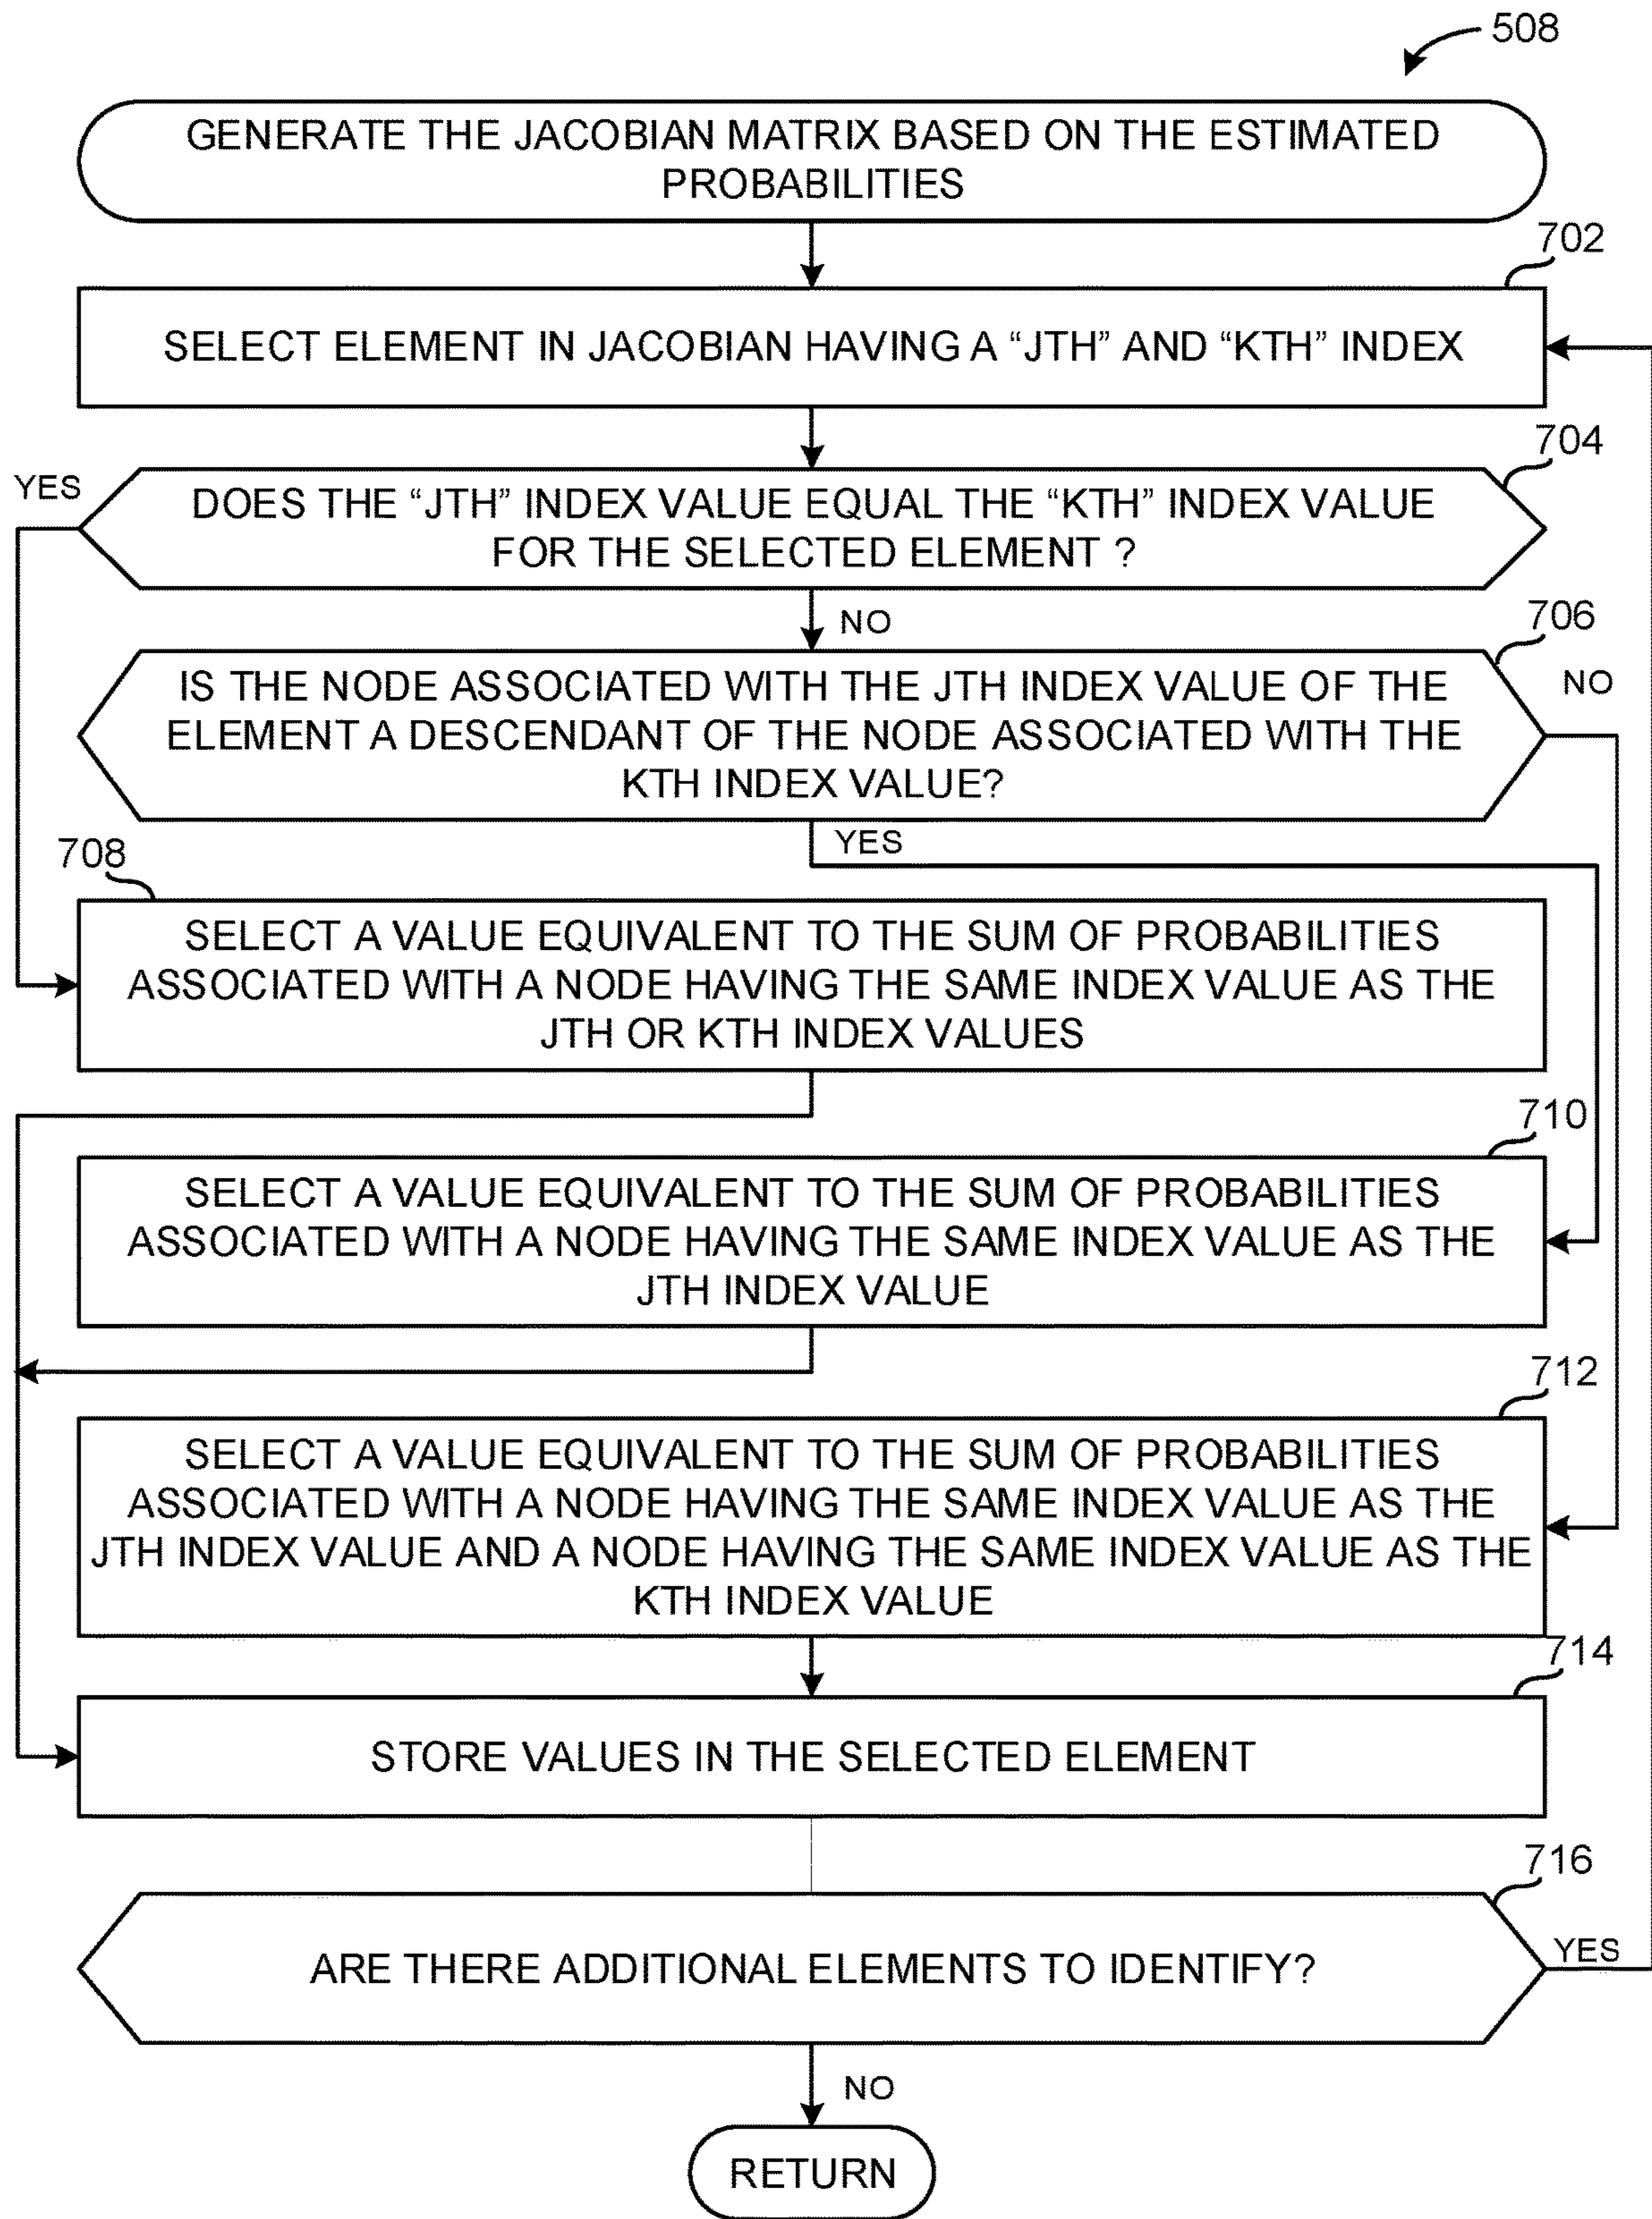 508
GENERATE THE JACOBIAN MATRIX BASED ON THE ESTIMATED
PROBABILITIES
702
SELECT ELEMENT IN JACOBIAN HAVING A “JTH” AND “KTH” INDEX
704
YES
DOES THE “JTH” INDEX VALUE EQUAL THE “KTH” INDEX VALUE
FOR THE SELECTED ELEMENT ?
NO
706
IS THE NODE ASSOCIATED WITH THE JTH INDEX VALUE OF THE
ELEMENT A DESCENDANT OF THE NODE ASSOCIATED WITH THE
KTH INDEX VALUE?
NO
YES
708
SELECT A VALUE EQUIVALENT TO THE SUM OF PROBABILITIES
ASSOCIATED WITH A NODE HAVING THE SAME INDEX VALUE AS THE
JTH OR KTH INDEX VALUES
710
SELECT A VALUE EQUIVALENT TO THE SUM OF PROBABILITIES
ASSOCIATED WITH A NODE HAVING THE SAME INDEX VALUE AS THE
JTH INDEX VALUE
712
SELECT A VALUE EQUIVALENT TO THE SUM OF PROBABILITIES
ASSOCIATED WITH A NODE HAVING THE SAME INDEX VALUE AS THE
JTH INDEX VALUE AND A NODE HAVING THE SAME INDEX VALUE AS THE
KTH INDEX VALUE
714
STORE VALUES IN THE SELECTED ELEMENT
716
ARE THERE ADDITIONAL ELEMENTS TO IDENTIFY?
YES
NO
RETURN